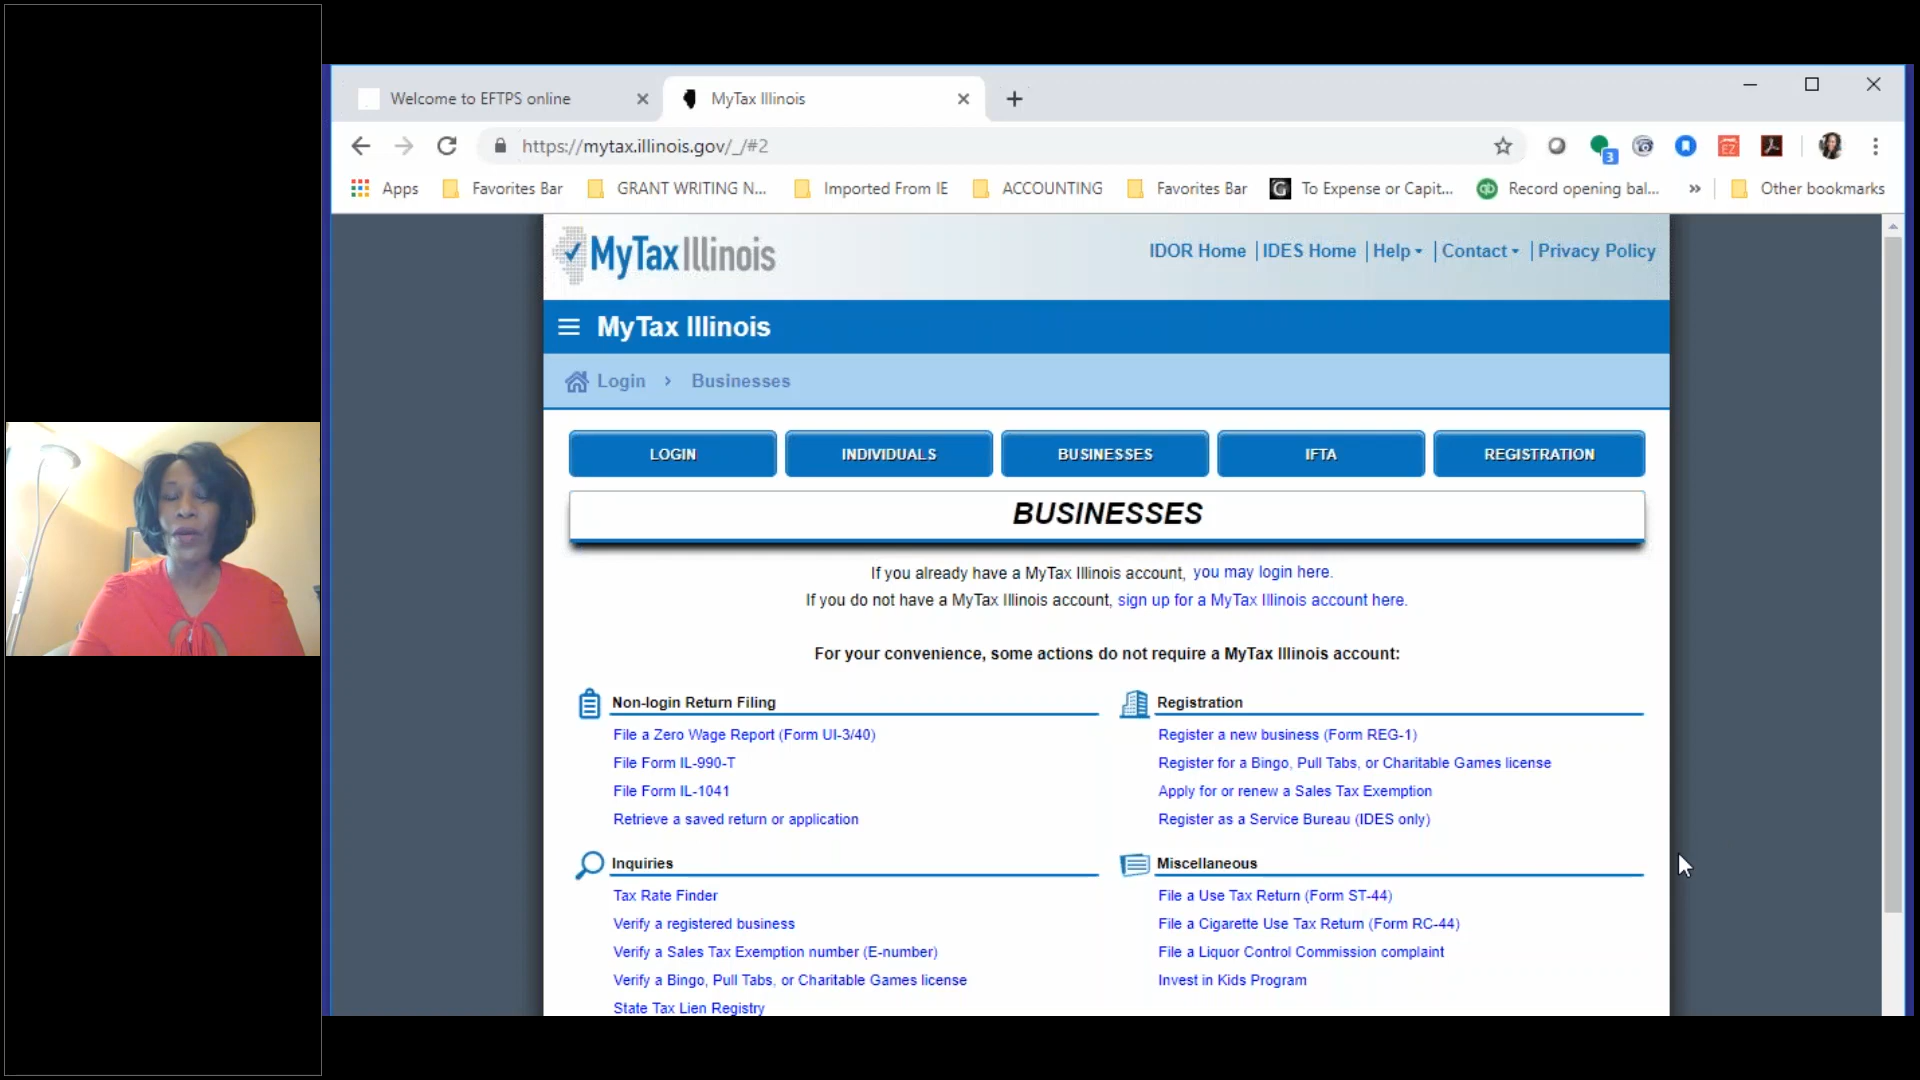 Welcome to EFTPS online
MyTax Illinois
https://mytax.illinois.gov/_/#2
3
EZ
Apps
Favorites Bar
GRANT WRITING N...
Imported From IE
ACCOUNTING
Favorites Bar
G
To Expense or Capit...
qb
Record opening bal...
»
Other bookmarks
MyTax Illinois
IDOR Home | IDES Home | Help | Contact | Privacy Policy
MyTax Illinois
Login > Businesses
LOGIN
INDIVIDUALS
BUSINESSES
IFTA
REGISTRATION
BUSINESSES
If you already have a MyTax Illinois account, you may login here.
If you do not have a MyTax Illinois account, sign up for a MyTax Illinois account here.
For your convenience, some actions do not require a MyTax Illinois account:
Non-login Return Filing
File a Zero Wage Report (Form UI-3/40)
File Form IL-990-T
File Form IL-1041
Retrieve a saved return or application
Registration
Register a new business (Form REG-1)
Register for a Bingo, Pull Tabs, or Charitable Games license
Apply for or renew a Sales Tax Exemption
Register as a Service Bureau (IDES only)
Inquiries
Tax Rate Finder
Verify a registered business
Verify a Sales Tax Exemption number (E-number)
Verify a Bingo, Pull Tabs, or Charitable Games license
State Tax Lien Registry
Miscellaneous
File a Use Tax Return (Form ST-44)
File a Cigarette Use Tax Return (Form RC-44)
File a Liquor Control Commission complaint
Invest in Kids Program